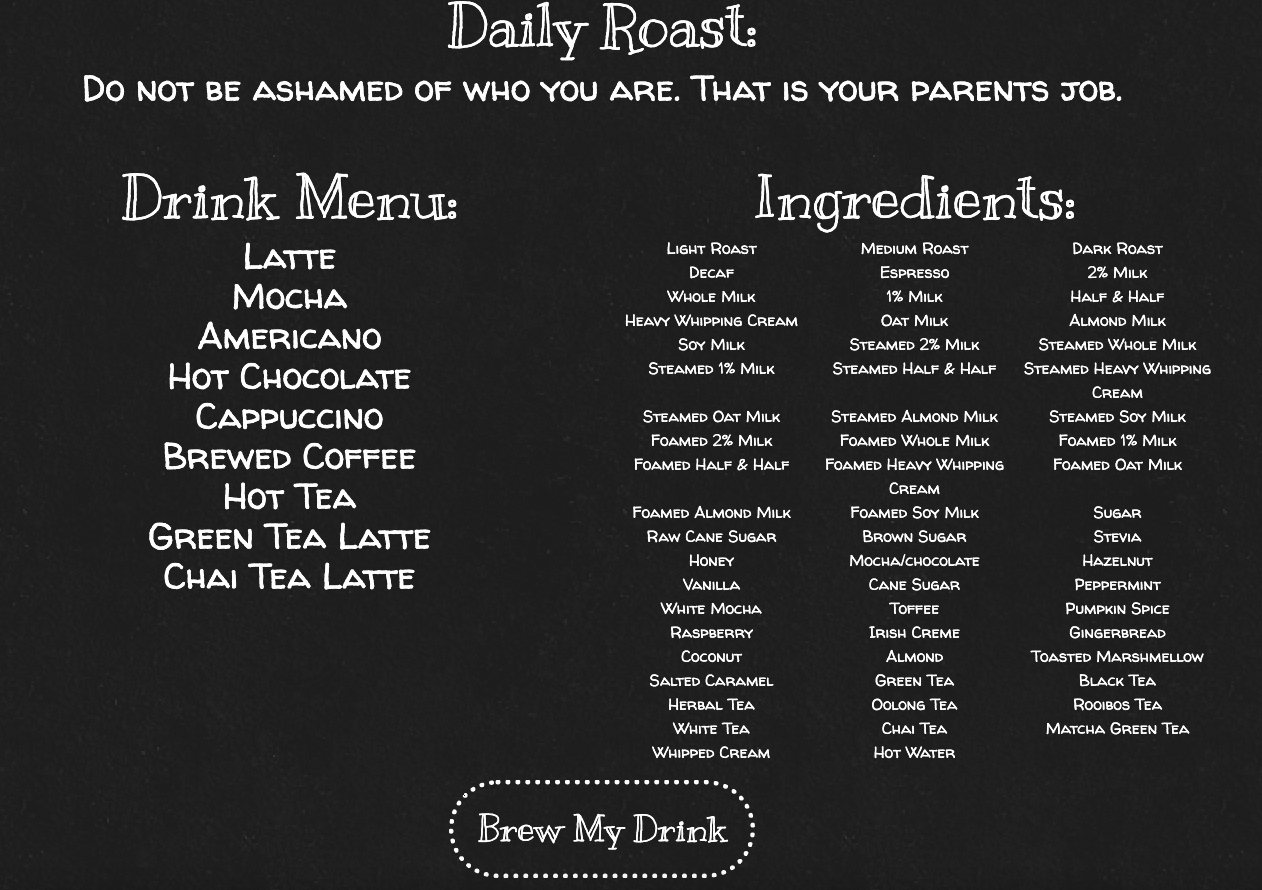 Daily Roast:
Do not be ashamed of who you are. That is your parents job.
Drink Menu:
Latte
Mocha
Americano
Hot Chocolate
Cappuccino
Brewed Coffee
Hot Tea
Green Tea Latte
Chai Tea Latte
Ingredients:
Light Roast Medium Roast Dark Roast
Decaf Espresso 2% Milk
Whole Milk 1% Milk Half & Half
Heavy Whipping Cream Oat Milk Almond Milk
Soy Milk Steamed 2% Milk Steamed Whole Milk
Steamed 1% Milk Steamed Half & Half Steamed Heavy Whipping
Cream
Steamed Oat Milk Steamed Almond Milk Steamed Soy Milk
Foamed 2% Milk Foamed Whole Milk Foamed 1% Milk
Foamed Half & Half Foamed Heavy Whipping Foamed Oat Milk
Cream
Foamed Almond Milk Foamed Soy Milk Sugar
Raw Cane Sugar Brown Sugar Stevia
Honey Mocha/chocolate Hazelnut
Vanilla Cane Sugar Peppermint
White Mocha Toffee Pumpkin Spice
Raspberry Irish Creme Gingerbread
Coconut Almond Toasted Marshmellow
Salted Caramel Green Tea Black Tea
Herbal Tea Oolong Tea Rooibos Tea
White Tea Chai Tea Matcha Green Tea
Whipped Cream Hot Water
Brew My Drink